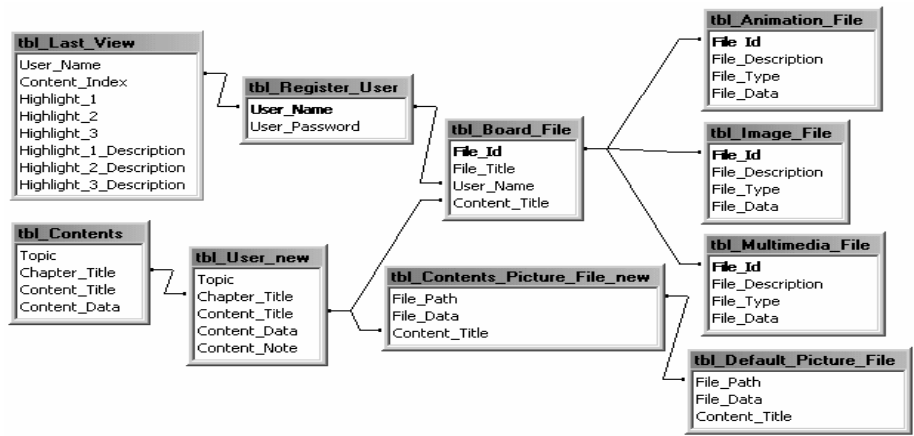 tbl_Last_View
User_Name
Content_Index
Highlight_1
Highlight_2
Highlight_3
Highlight_1_Description
Highlight_2_Description
Highlight_3_Description
tbl_Register_User
User_Name
User_Password
tbl_Board_File
File_Id
File_Title
User_Name
Content_Title
tbl_Animation_File
File_Id
File_Description
File_Type
File_Data
tbl_Image_File
File_Id
File_Description
File_Type
File_Data
tbl_Multimedia_File
File_Id
File_Description
File_Type
File_Data
tbl_Contents
Topic
Chapter_Title
Content_Title
Content_Data
tbl_User_new
Topic
Chapter_Title
Content_Title
Content_Data
Content_Note
tbl_Contents_Picture_File_new
File_Path
File_Data
Content_Title
tbl_Default_Picture_File
File_Path
File_Data
Content_Title